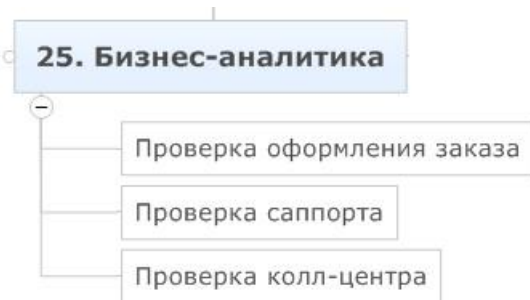 25. Бизнес-аналитика
Проверка оформления заказа
Проверка саппорта
Проверка колл-центра